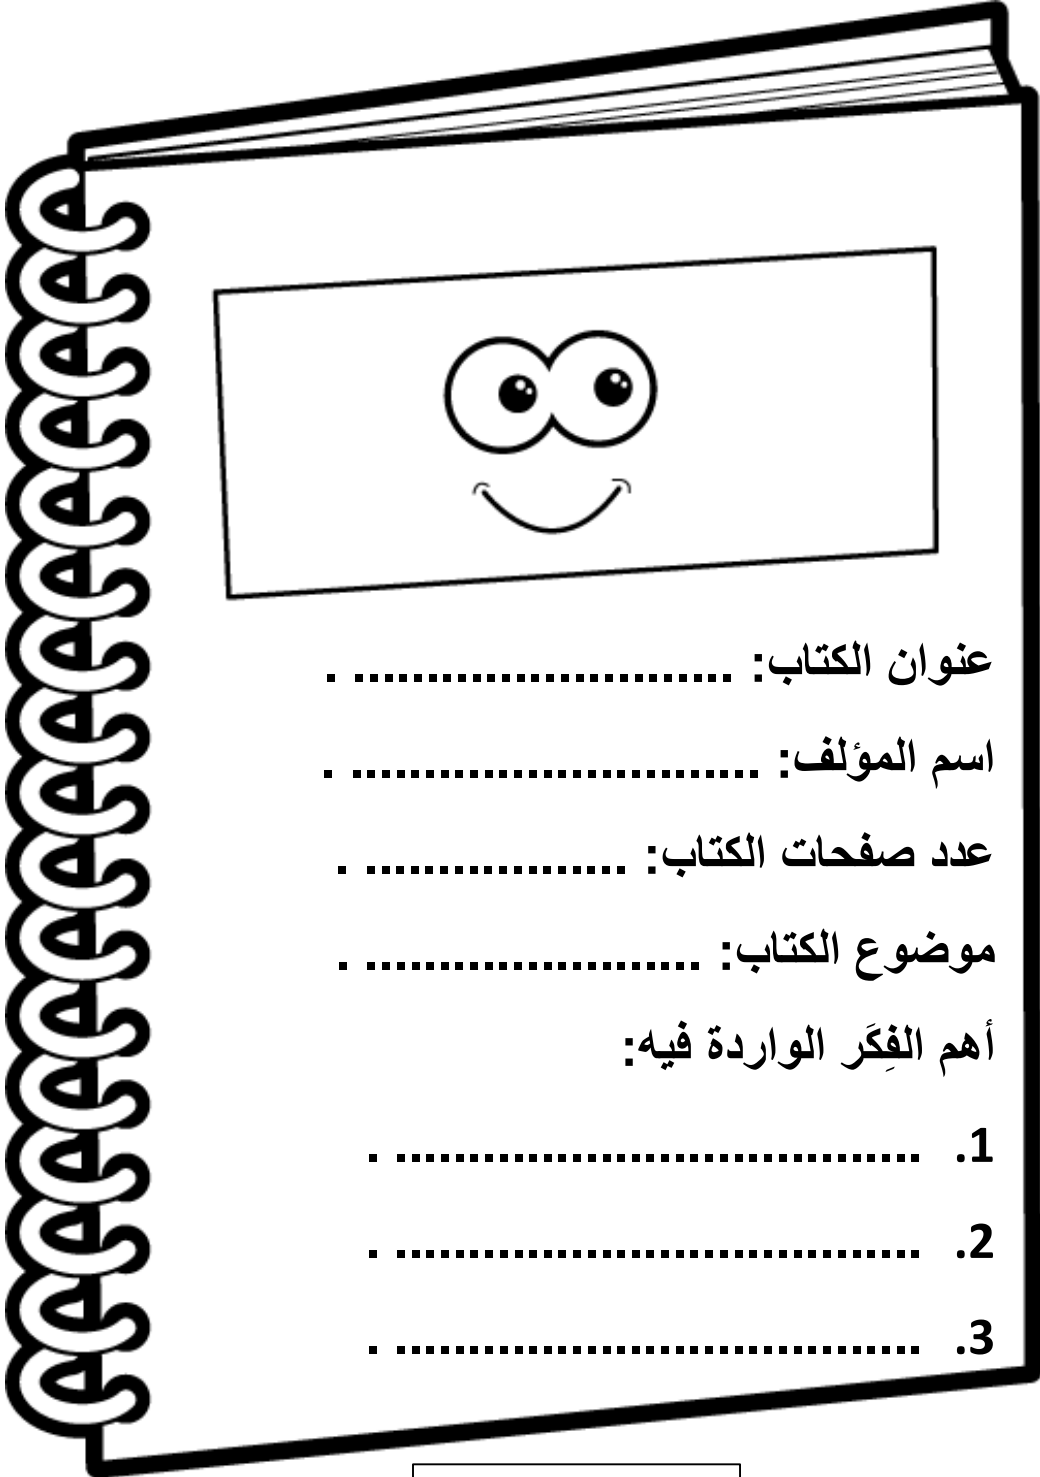 عنوان الكتاب: .......................... .
اسم المؤلف: ............................ .
عدد صفحات الكتاب: .................. .
موضوع الكتاب: ....................... .
أهم الفِكَر الواردة فيه:
1. .................................... .
2. .................................... .
3. .................................... .